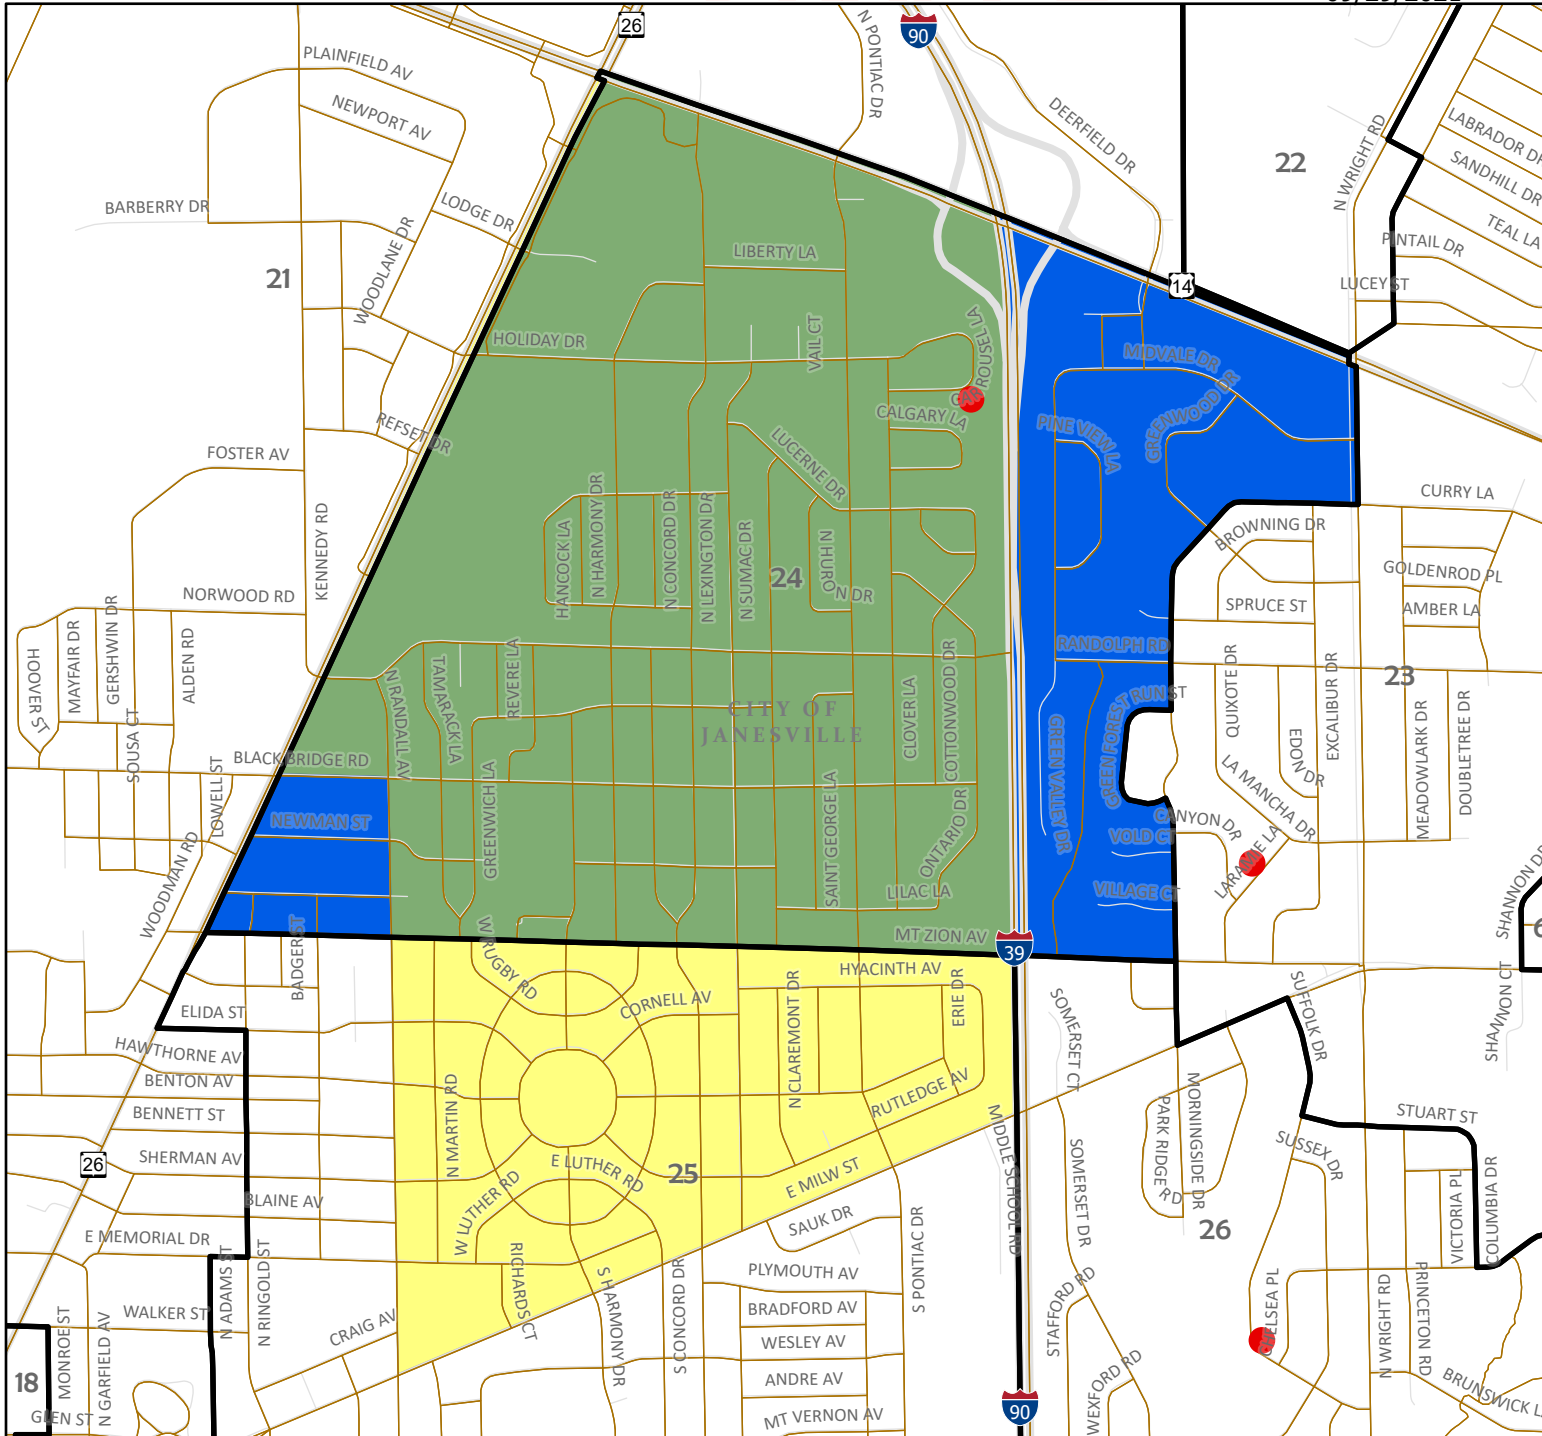 26
90
N PONTIAC DR
PLAINFIELD AV
NEWPORT AV
DEERFIELD DR
N WRIGHT RD
LABRADOR DR
22
SANDHILL DR
BARBERRY DR
LODGE DR
TEAL LA
WOODLANE DR
LIBERTY LA
PINTAIL DR
21
14
LUCEY ST
HOLIDAY DR
VAIL CT
CARROUSEL LA
MIDVALE DR
GREENWOOD DR
CALGARY LA
REFSET DR
PINE VIEW LA
FOSTER AV
LUCERNE DR
KENNEDY RD
HANCOCK LA
N HARMONY DR
N CONCORD DR
N LEXINGTON DR
N SUMAC DR
N HURON DR
CURRY LA
BROWNING DR
24
GOLDENROD PL
NORWOOD RD
SPRUCE ST
AMBER LA
HOOVER ST
MAYFAIR DR
GERSHWIN DR
ALDEN RD
RANDOLPH RD
N RANDALL AV
TAMARACK LA
REVERE LA
CLOVER LA
COTTONWOOD DR
GREEN FOREST RUN ST
QUIXOTE DR
EXCALIBUR DR
23
CITY OF
JANESVILLE
SOUSA CT
GREEN VALLEY DR
EDON DR
MEADOWLARK DR
DOUBLETREE DR
BLACK BRIDGE RD
LOWELL ST
GREENWICH LA
SAINT GEORGE LA
ONTARIO DR
LA MANCHA DR
CANYON DR
NEWMAN ST
VOLD CT
LARAMIE LA
WOODMAN RD
LILAC LA
VILLAGE CT
SHANNON DR
BADGER ST
W RUGBY RD
MT ZION AV
39
6
HYACINTH AV
ERIE DR
SOMERSET CT
SUFFOLK DR
SHANNON CT
ELIDA ST
CORNELL AV
N CLAREMONT DR
HAWTHORNE AV
BENTON AV
N MARTIN RD
RUTLEDGE AV
BENNETT ST
MIDDLE SCHOOL RD
PARK RIDGE RD
MORNINGSIDE DR
STUART ST
26
SHERMAN AV
E LUTHER RD
25
E MILW ST
SOMERSET DR
SUSSEX DR
BLAINE AV
W LUTHER RD
SAUK DR
26
VICTORIA PL
COLUMBIA DR
E MEMORIAL DR
N ADAMS ST
N RINGOLD ST
RICHARDS CT
S HARMONY DR
S CONCORD DR
PLYMOUTH AV
S PONTIAC DR
STAFFORD RD
CHELSEA PL
N WRIGHT RD
PRINCETON RD
WALKER ST
CRAIG AV
BRADFORD AV
WESLEY AV
MONROE ST
N GARFIELD AV
18
ANDRE AV
WEXFORD RD
GLEN ST
MT VERNON AV
90